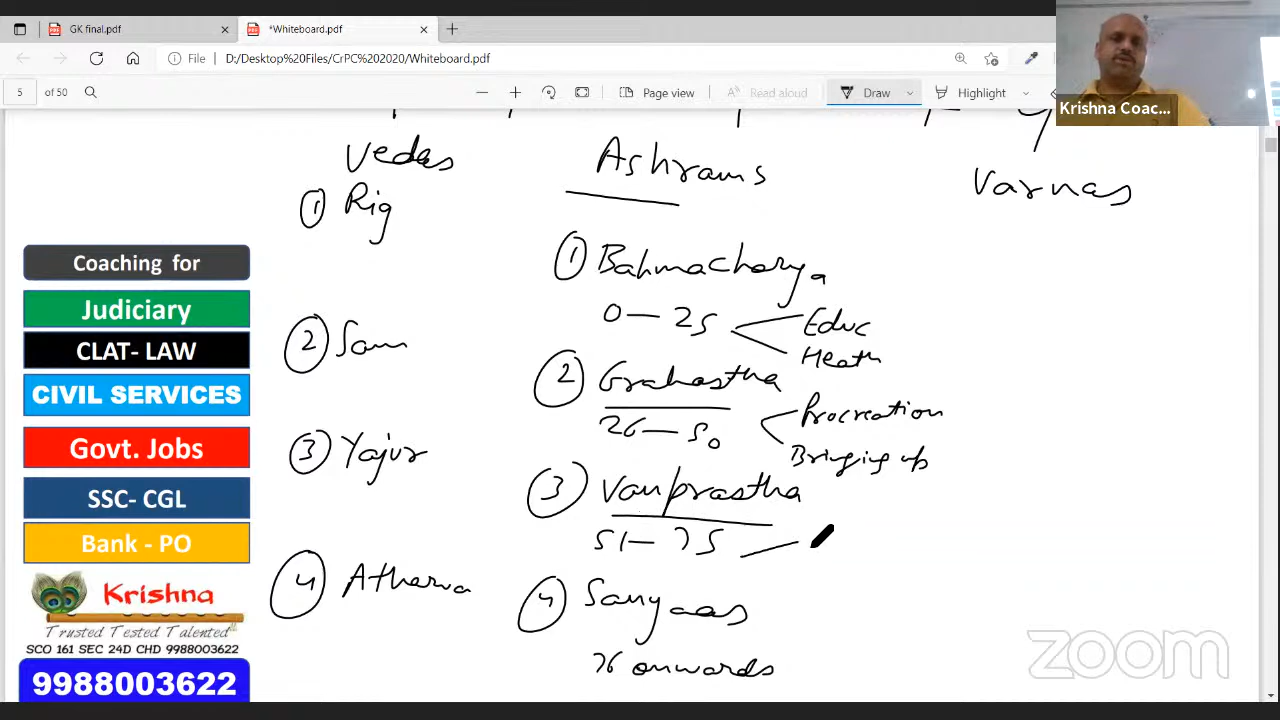 GK final.pdf
*Whiteboard.pdf
File
D:/Desktop%20Files/CrPC%202020/Whiteboard.pdf
5 of 50
Page view
Read aloud
Draw
Highlight
Krishna Coac...
Vedas
① Rig
② Sam
③ Yajur
④ Atharva
Ashrams
① Bahmacharya
0 — 25
Educ
Heath
② Grahastha
26 — 50
Procreation
Bringing up
③ Vanprastha
51 — 75
④ Sanyaas
76 onwards
Varnas
Coaching for
Judiciary
CLAT- LAW
CIVIL SERVICES
Govt. Jobs
SSC- CGL
Bank - PO
Krishna
Trusted Tested Talented
SCO 161 SEC 24D CHD 9988003622
9988003622
zoom